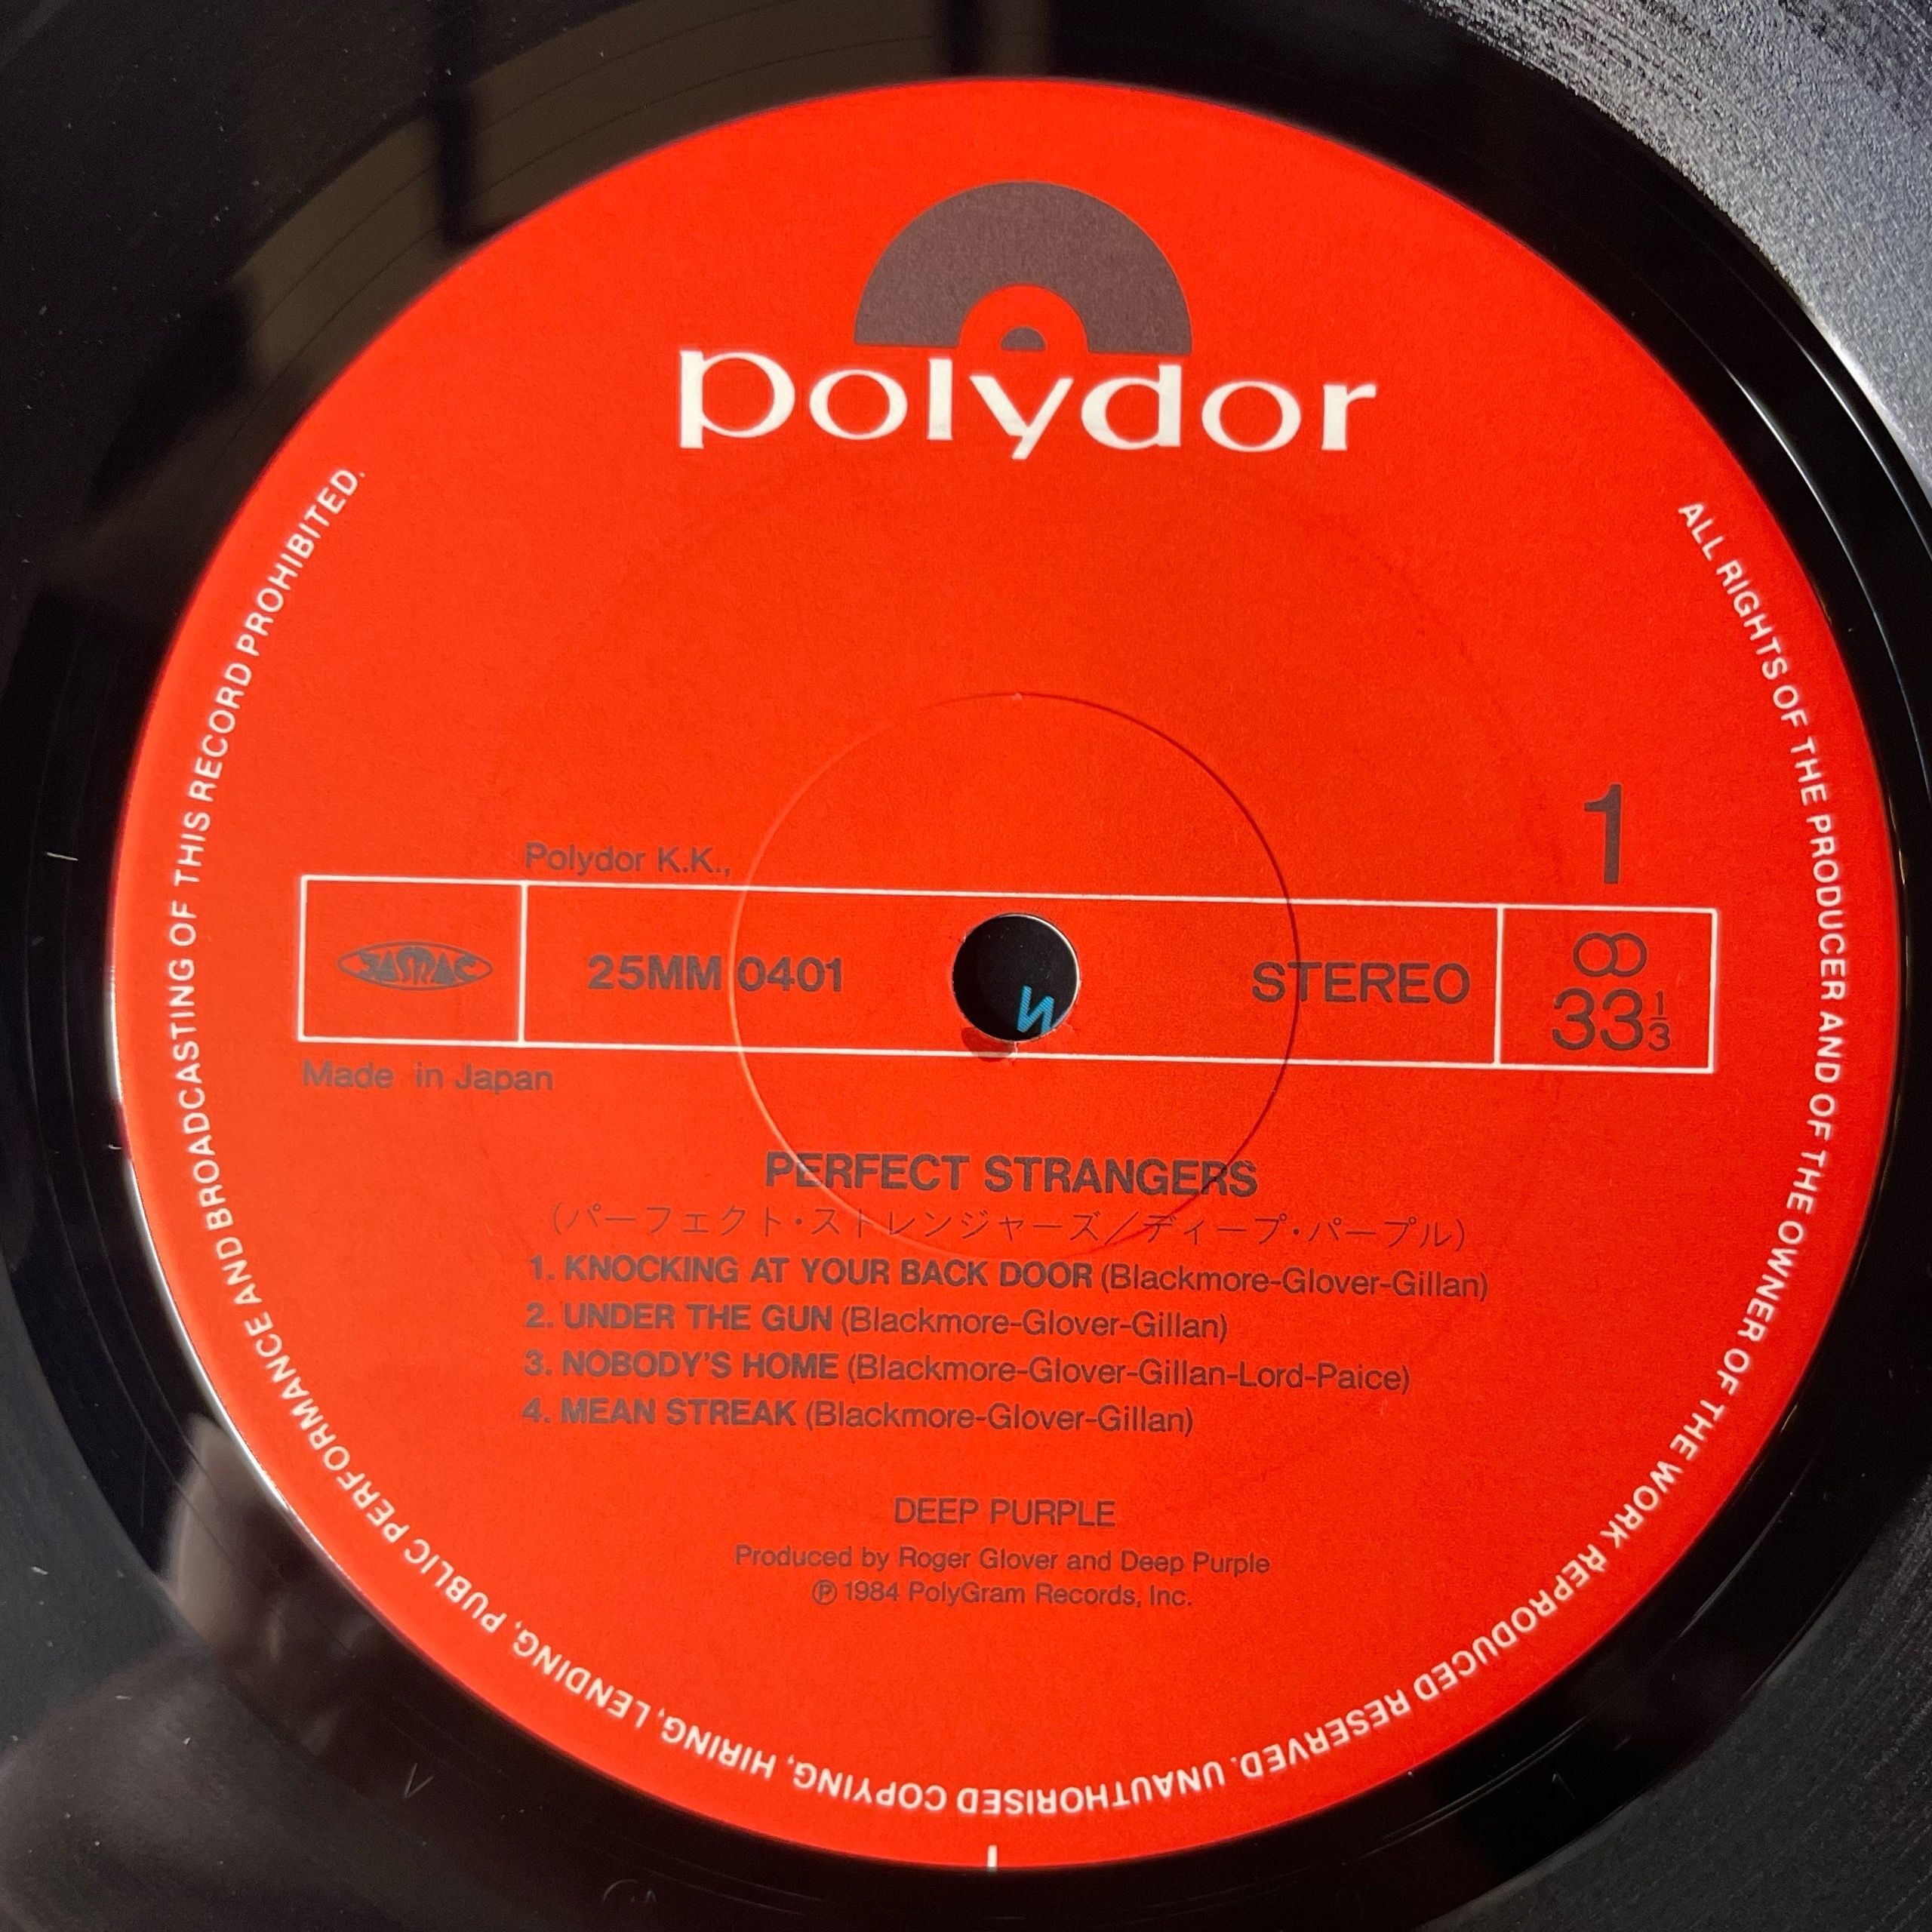 polydor
ALL RIGHTS OF THE PRODUCER AND OF THE OWNER OF THE WORK REPRODUCED RESERVED. UNAUTHORISED COPYING, HIRING, LENDING, PUBLIC PERFORMANCE AND BROADCASTING OF THIS RECORD PROHIBITED.
1
Polydor K.K.,
JASRAC 25MM 0401 STEREO 33 1/3
Made in Japan
PERFECT STRANGERS
(パーフェクト・ストレンジャーズ/ディープ・パープル)
1. KNOCKING AT YOUR BACK DOOR (Blackmore-Glover-Gillan)
2. UNDER THE GUN (Blackmore-Glover-Gillan)
3. NOBODY'S HOME (Blackmore-Glover-Gillan-Lord-Paice)
4. MEAN STREAK (Blackmore-Glover-Gillan)
DEEP PURPLE
Produced by Roger Glover and Deep Purple
℗ 1984 PolyGram Records, Inc.